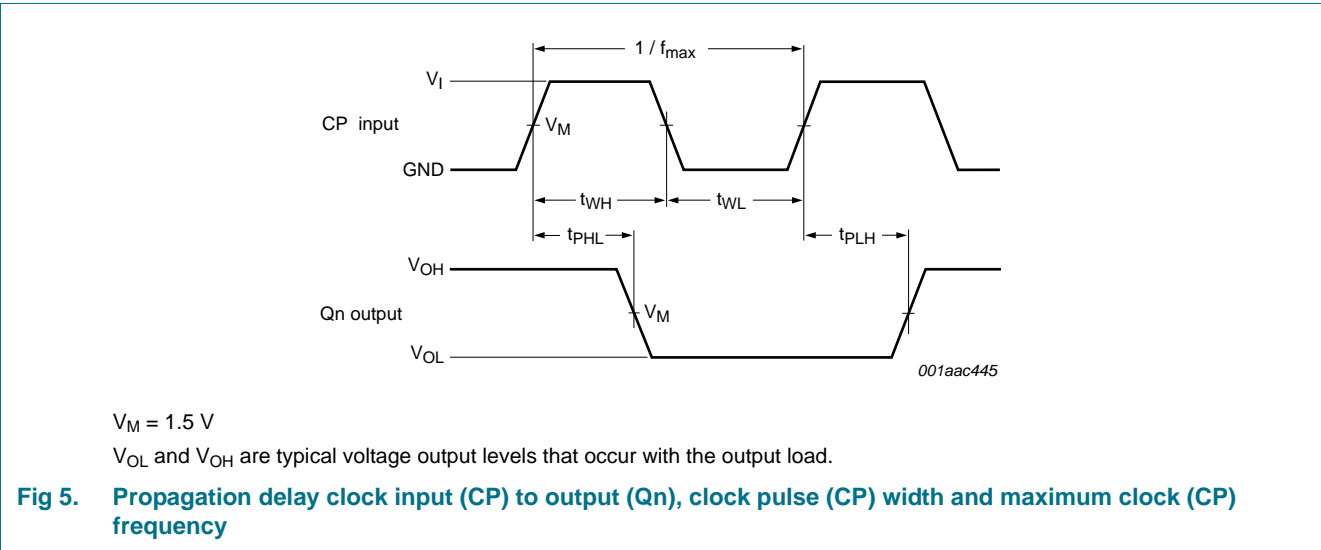 1 / fmax
VI
CP input
VM
GND
tWH
tWL
tPHL
tPLH
VOH
Qn output
VM
VOL
001aac445
VM = 1.5 V
VOL and VOH are typical voltage output levels that occur with the output load.
Fig 5. Propagation delay clock input (CP) to output (Qn), clock pulse (CP) width and maximum clock (CP)
frequency